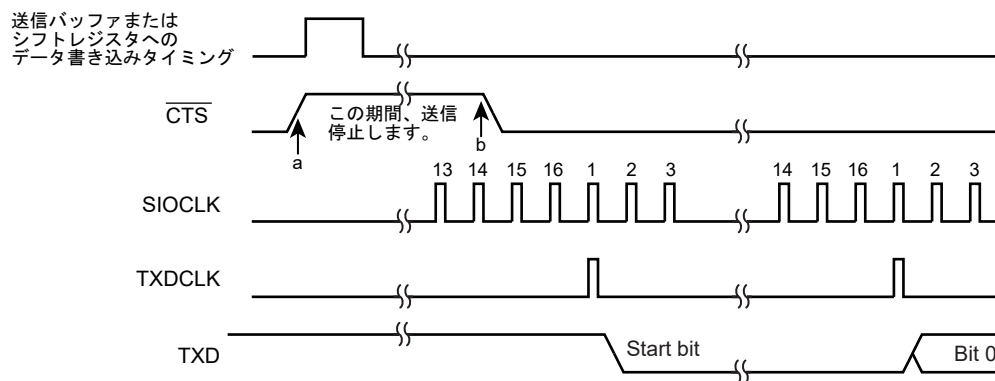 送信バッファまたは
シフトレジスタへの
データ書き込みタイミング
CTS
この期間、送信
停止します。
a
b
13 14 15 16 1 2 3 14 15 16 1 2 3
SIOCLK
TXDCLK
TXD
Start bit
Bit 0